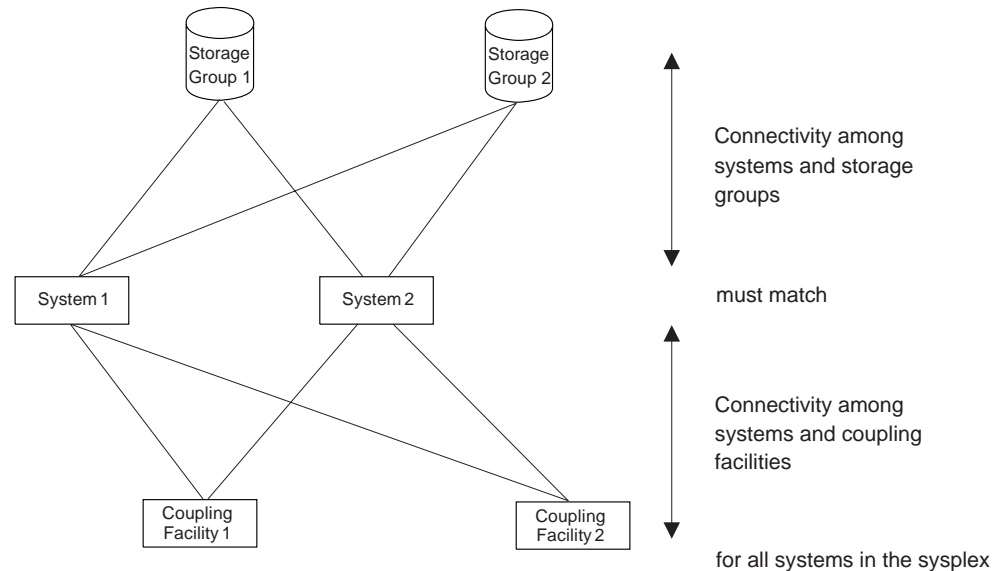 Storage
Group 1
Storage
Group 2
Connectivity among
systems and storage
groups
System 1
System 2
must match
Connectivity among
systems and coupling
facilities
Coupling
Facility 1
Coupling
Facility 2
for all systems in the sysplex